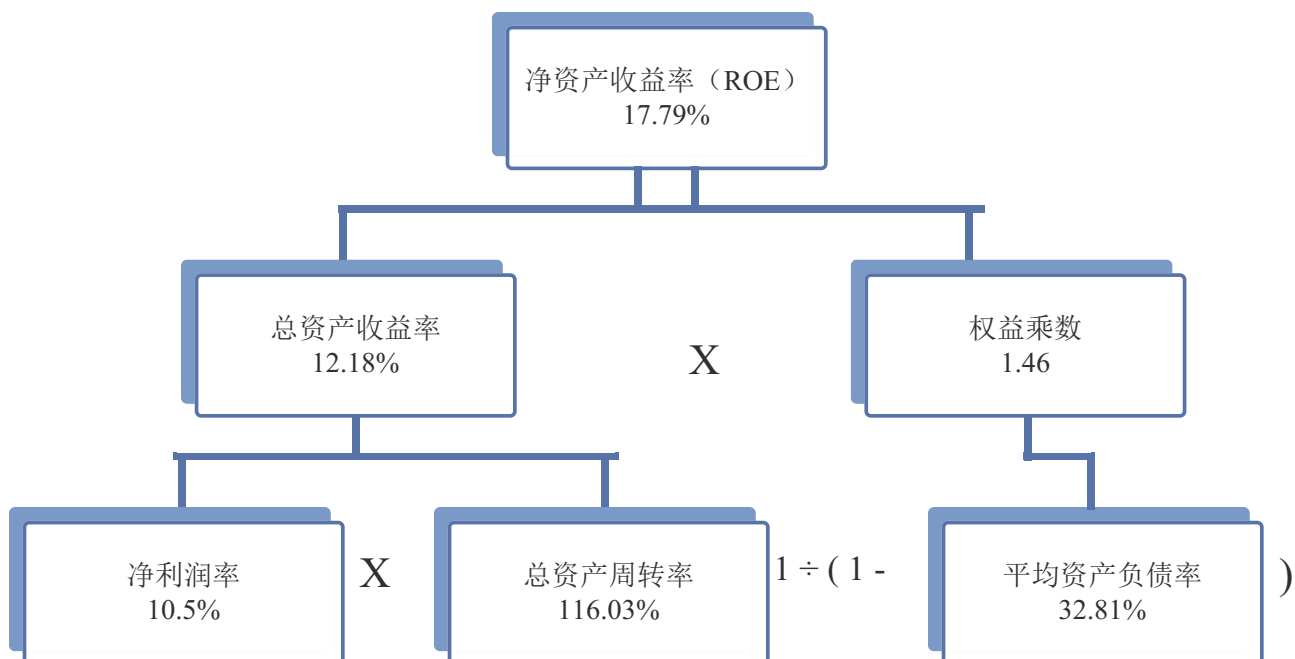 净资产收益率（ROE）
17.79%
总资产收益率
12.18%
X
权益乘数
1.46
净利润率
10.5%
X
总资产周转率
116.03%
1 ÷ ( 1 -
平均资产负债率
32.81%
)